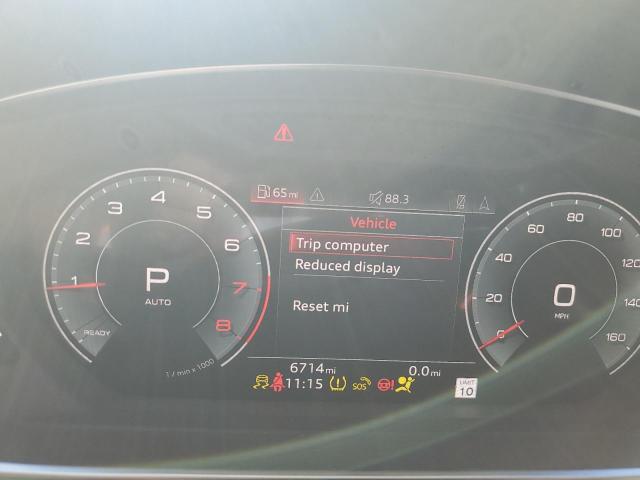 65 mi
88.3
Vehicle
Trip computer
Reduced display
Reset mi
1 2 3 4 5 6 7 8
P
AUTO
READY
1 / min x 1000
0 20 40 60 80 100 120 140 160
0
MPH
6714 mi 0.0 mi
11:15 SOS
LIMIT
10